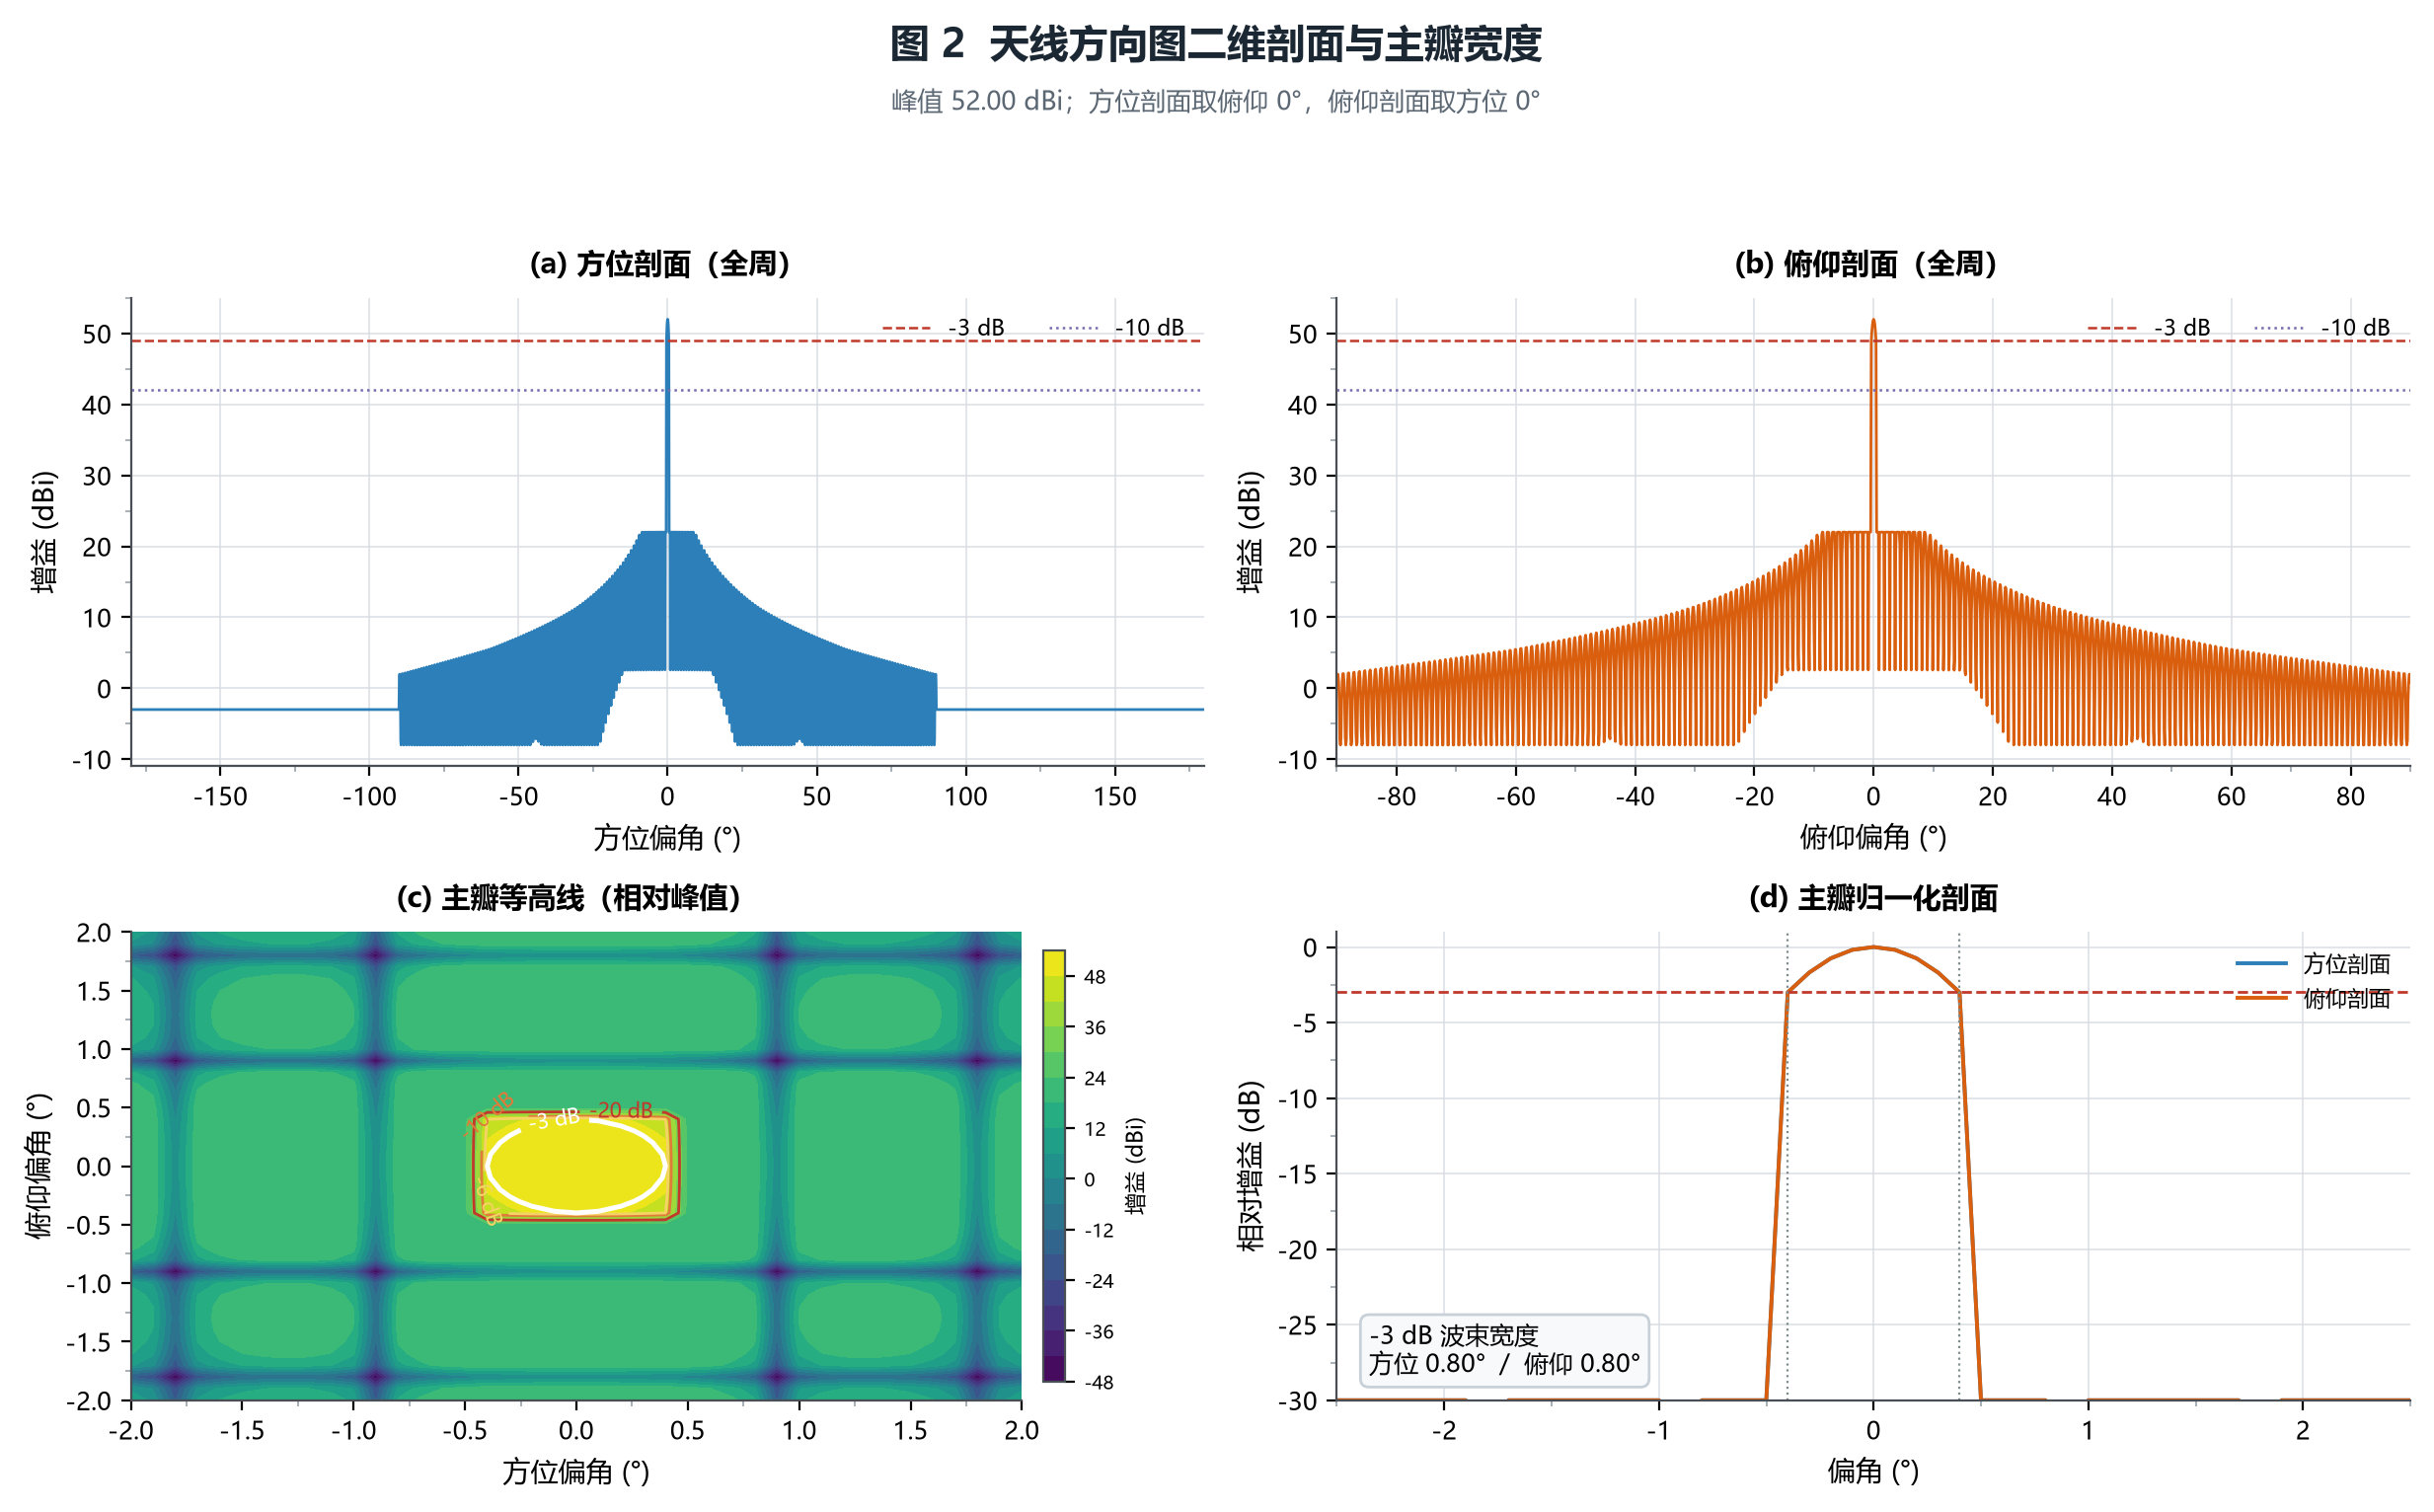 图 2 天线方向图二维剖面与主瓣宽度
峰值 52.00 dBi；方位剖面取俯仰 0°，俯仰剖面取方位 0°
(a) 方位剖面（全周）
-3 dB
-10 dB
50
40
30
20
10
0
-10
增益 (dBi)
-150
-100
-50
0
50
100
150
方位偏角 (°)
(b) 俯仰剖面（全周）
-3 dB
-10 dB
50
40
30
20
10
0
-10
增益 (dBi)
-80
-60
-40
-20
0
20
40
60
80
俯仰偏角 (°)
(c) 主瓣等高线（相对峰值）
2.0
1.5
1.0
0.5
0.0
-0.5
-1.0
-1.5
-2.0
俯仰偏角 (°)
-3 dB
-20 dB
-2.0
-1.5
-1.0
-0.5
0.0
0.5
1.0
1.5
2.0
方位偏角 (°)
48
36
24
12
0
-12
-24
-36
-48
增益 (dBi)
(d) 主瓣归一化剖面
方位剖面
俯仰剖面
0
-5
-10
-15
-20
-25
-30
相对增益 (dB)
-3 dB 波束宽度
方位 0.80° / 俯仰 0.80°
-2
-1
0
1
2
偏角 (°)